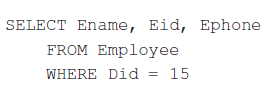 SELECT Ename, Eid, Ephone
FROM Employee
WHERE Did = 15